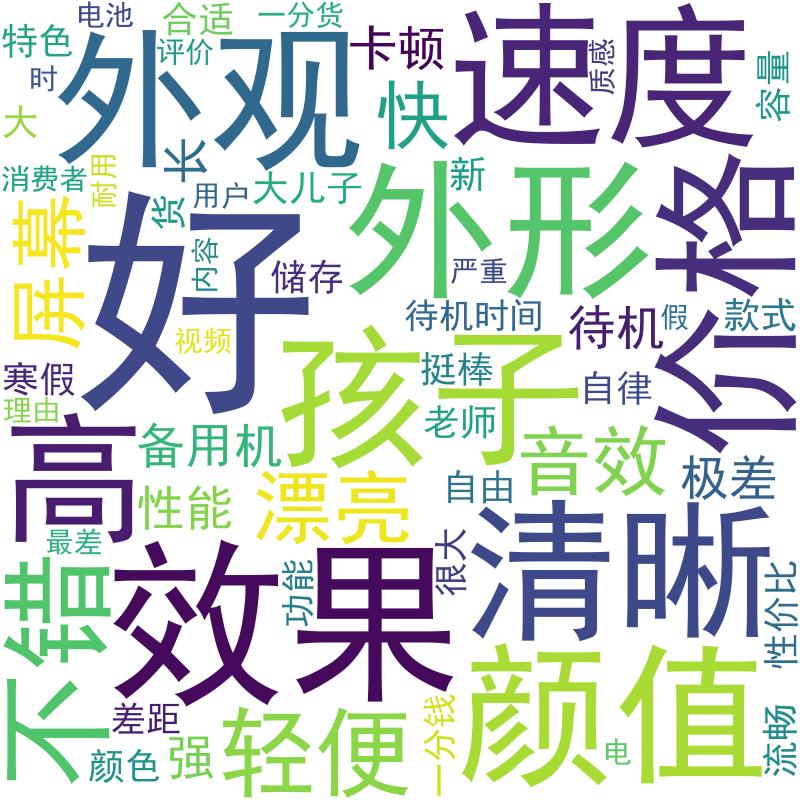 电池
合适
一分货
特色
评价
卡顿
速度
质感
容量
时
外观
快
大
长
消费者
耐用
用户
大儿子
新
外形
价格
货
屏幕
好
内容
储存
严重
待机时间
待机
假
款式
视频
寒假
理由
孩子
挺棒
自律
老师
高
备用机
音效
极差
性能
漂亮
自由
清晰
最差
不错
效果
功能
很大
性价比
颜值
差距
颜色
强
轻便
一分钱
电
流畅